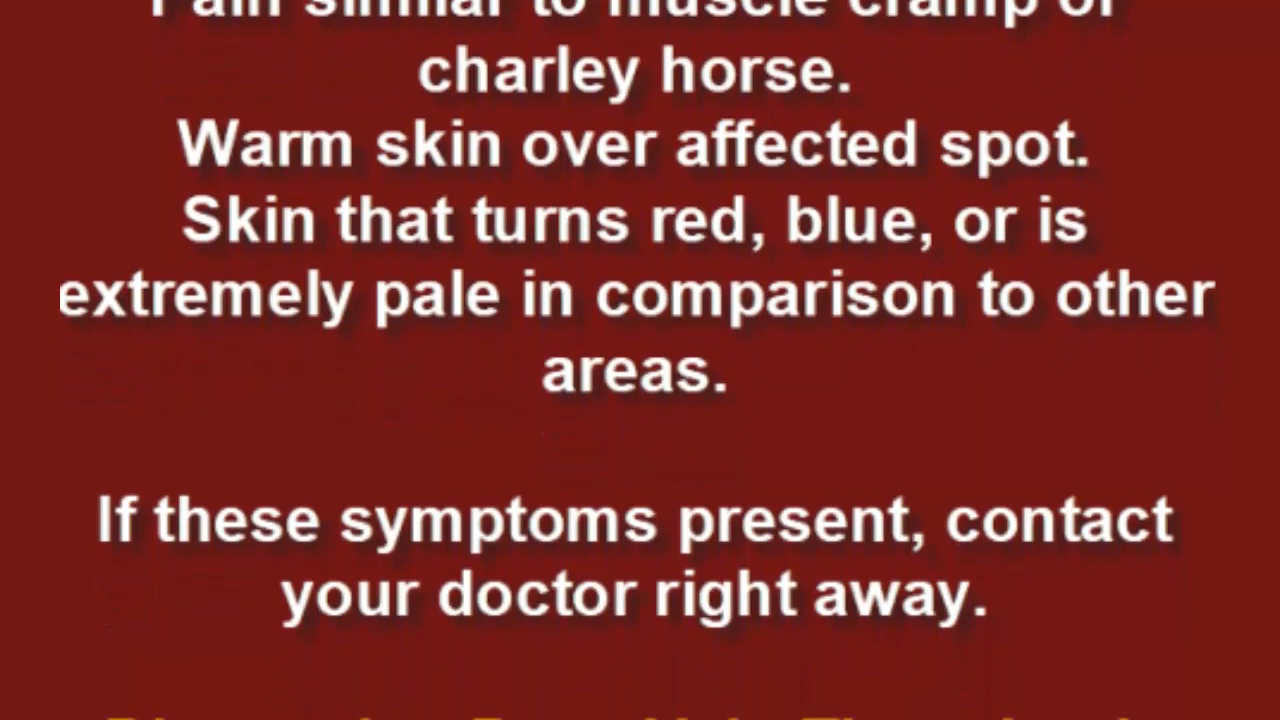 Pain similar to muscle cramp or
charley horse.
Warm skin over affected spot.
Skin that turns red, blue, or is
extremely pale in comparison to other
areas.
If these symptoms present, contact
your doctor right away.